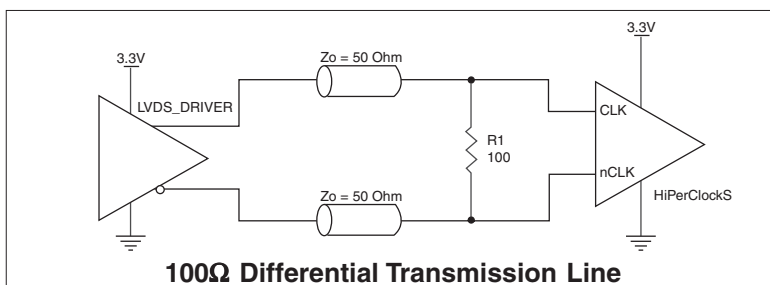 3.3V
Zo = 50 Ohm
3.3V
LVDS_DRIVER
CLK
R1
100
nCLK
Zo = 50 Ohm
HiPerClockS
100Ω Differential Transmission Line